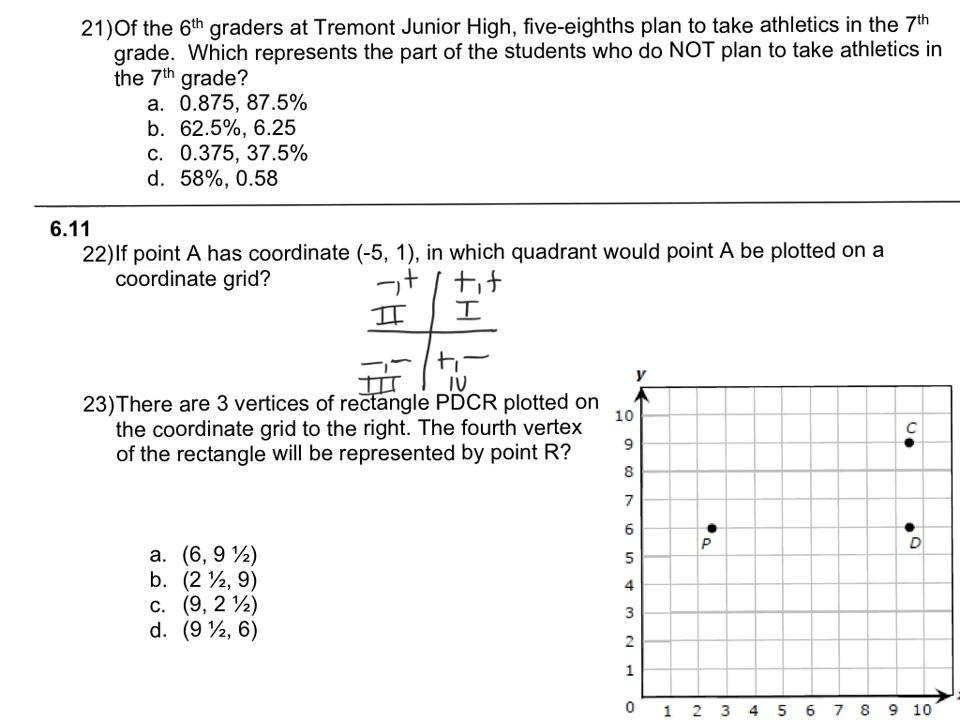 21)Of the 6th graders at Tremont Junior High, five-eighths plan to take athletics in the 7th
grade. Which represents the part of the students who do NOT plan to take athletics in
the 7th grade?
a. 0.875, 87.5%
b. 62.5%, 6.25
c. 0.375, 37.5%
d. 58%, 0.58
6.11
22)If point A has coordinate (-5, 1), in which quadrant would point A be plotted on a
coordinate grid?
-,+ +,+
II I
-,- +,-
III IV
23)There are 3 vertices of rectangle PDCR plotted on
the coordinate grid to the right. The fourth vertex
of the rectangle will be represented by point R?
a. (6, 9 ½)
b. (2 ½, 9)
c. (9, 2 ½)
d. (9 ½, 6)
y
10
C
9
8
7
6
P D
5
4
3
2
1
0 1 2 3 4 5 6 7 8 9 10